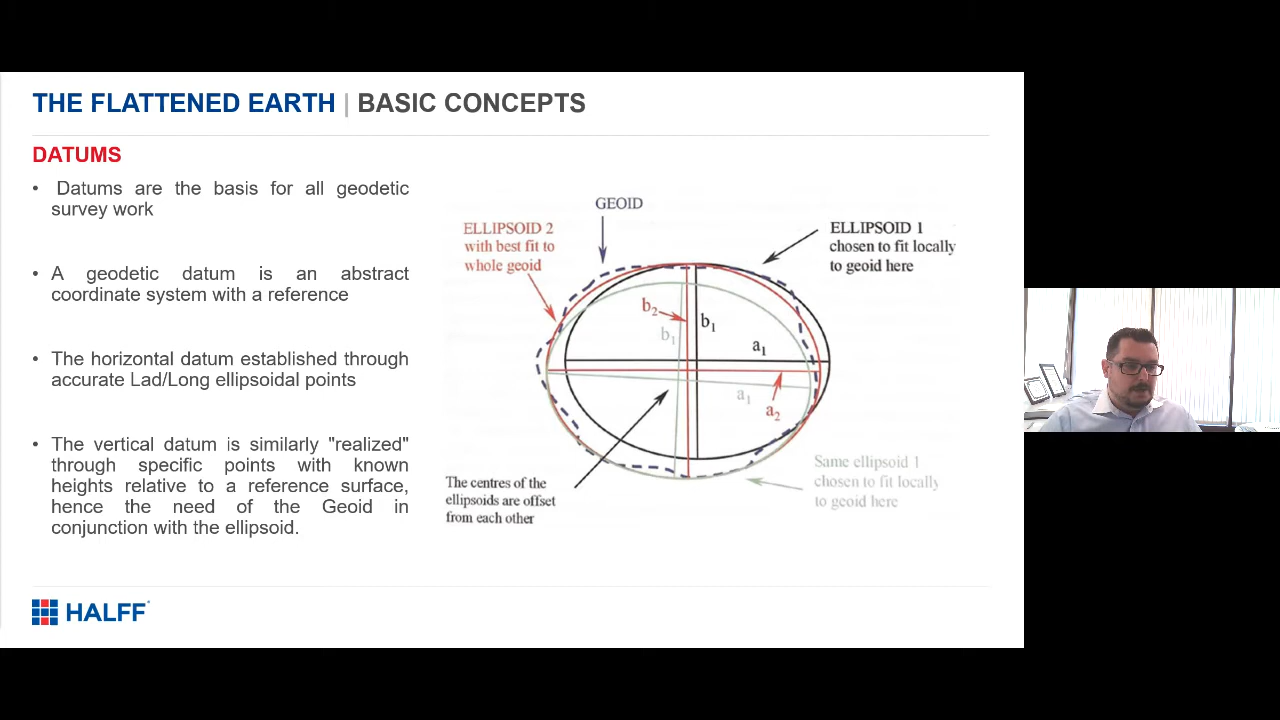 THE FLATTENED EARTH | BASIC CONCEPTS
DATUMS
• Datums are the basis for all geodetic
survey work
• A geodetic datum is an abstract
coordinate system with a reference
• The horizontal datum established through
accurate Lad/Long ellipsoidal points
• The vertical datum is similarly "realized"
through specific points with known
heights relative to a reference surface,
hence the need of the Geoid in
conjunction with the ellipsoid.
GEOID
ELLIPSOID 2
with best fit to
whole geoid
ELLIPSOID 1
chosen to fit locally
to geoid here
b2
b1
b1
a1
a1
a2
The centres of the
ellipsoids are offset
from each other
Same ellipsoid 1
chosen to fit locally
to geoid here
HALFF